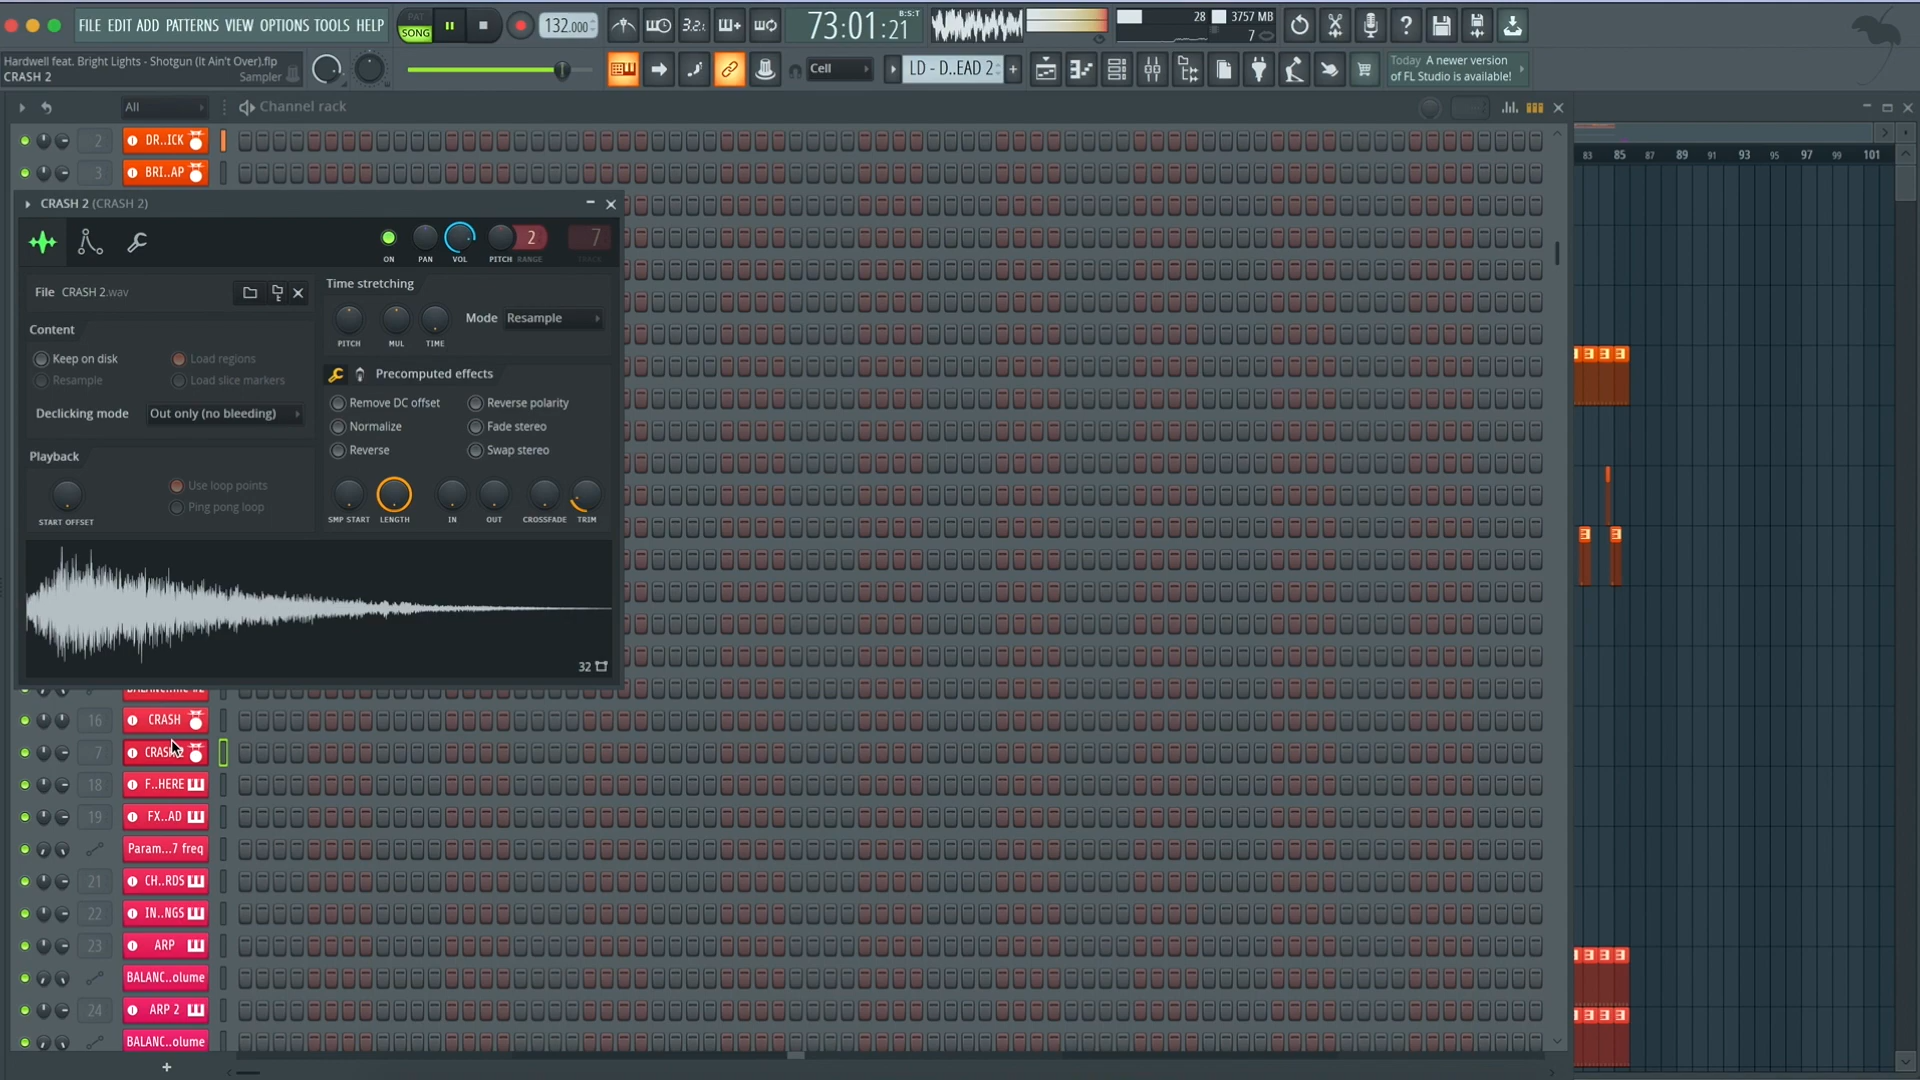 FILE EDIT ADD PATTERNS VIEW OPTIONS TOOLS HELP
PAT
SONG
132.000
3.2.
73:01:21
B:S:T
28
3757 MB
7
Hardwell feat. Bright Lights - Shotgun (It Ain't Over).flp
CRASH 2
Sampler
Cell
LD - D..EAD 2
+
Today A newer version
of FL Studio is available!
All
Channel rack
2
DR..ICK
3
BRI..AP
83
85
87
89
91
93
95
97
99
101
CRASH 2 (CRASH 2)
2
7
ON
PAN
VOL
PITCH
RANGE
TRACK
File CRASH 2.wav
Time stretching
PITCH
MUL
TIME
Mode Resample
Content
Keep on disk
Load regions
Resample
Load slice markers
Declicking mode
Out only (no bleeding)
Precomputed effects
Remove DC offset
Reverse polarity
Normalize
Fade stereo
Reverse
Swap stereo
Playback
START OFFSET
Use loop points
Ping pong loop
SMP START
LENGTH
IN
OUT
CROSSFADE
TRIM
32
16
CRASH
7
18
F..HERE
19
FX..AD
Param...7 freq
21
CH..RDS
22
IN..NGS
23
ARP
BALANC..olume
24
ARP 2
BALANC..olume
+